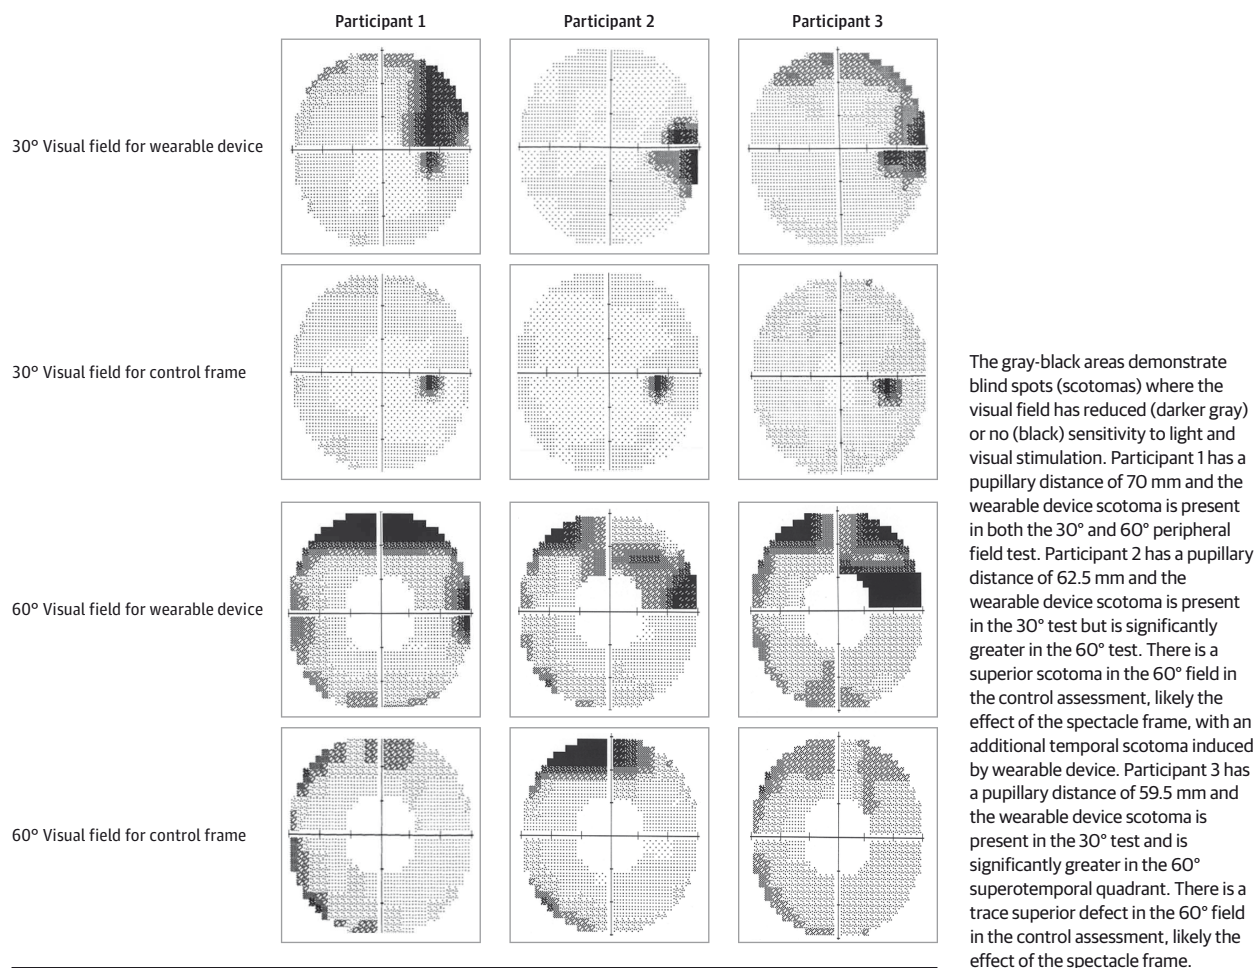 Participant 1
Participant 2
Participant 3
30° Visual field for wearable device
30° Visual field for control frame
60° Visual field for wearable device
60° Visual field for control frame
The gray-black areas demonstrate
blind spots (scotomas) where the
visual field has reduced (darker gray)
or no (black) sensitivity to light and
visual stimulation. Participant 1 has a
pupillary distance of 70 mm and the
wearable device scotoma is present
in both the 30° and 60° peripheral
field test. Participant 2 has a pupillary
distance of 62.5 mm and the
wearable device scotoma is present
in the 30° test but is significantly
greater in the 60° test. There is a
superior scotoma in the 60° field in
the control assessment, likely the
effect of the spectacle frame, with an
additional temporal scotoma induced
by wearable device. Participant 3 has
a pupillary distance of 59.5 mm and
the wearable device scotoma is
present in the 30° test and is
significantly greater in the 60°
superotemporal quadrant. There is a
trace superior defect in the 60° field
in the control assessment, likely the
effect of the spectacle frame.